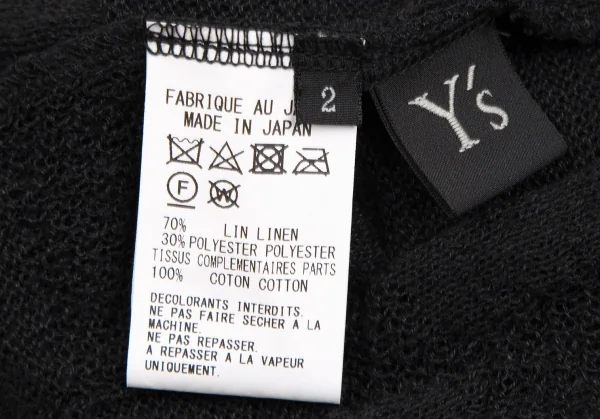 FABRIQUE AU
MADE IN JAPAN
2
Y's
F
W
70% LIN LINEN
30% POLYESTER POLYESTER
TISSUS COMPLEMENTAIRES PARTS
100% COTON COTTON
DECOLORANTS INTERDITS.
NE PAS FAIRE SECHER A LA
MACHINE.
NE PAS REPASSER.
A REPASSER A LA VAPEUR
UNIQUEMENT.